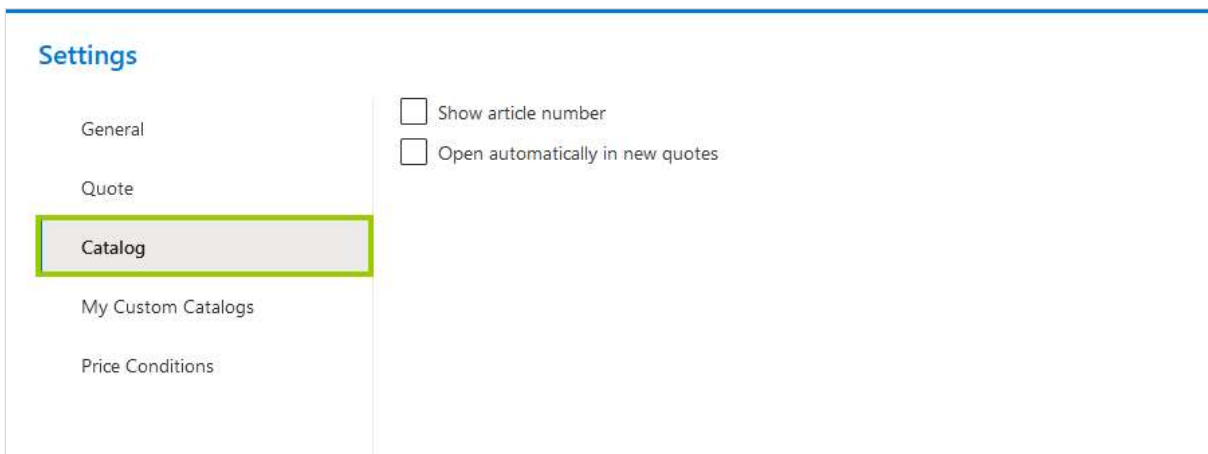 Settings
General
Quote
Catalog
My Custom Catalogs
Price Conditions
Show article number
Open automatically in new quotes